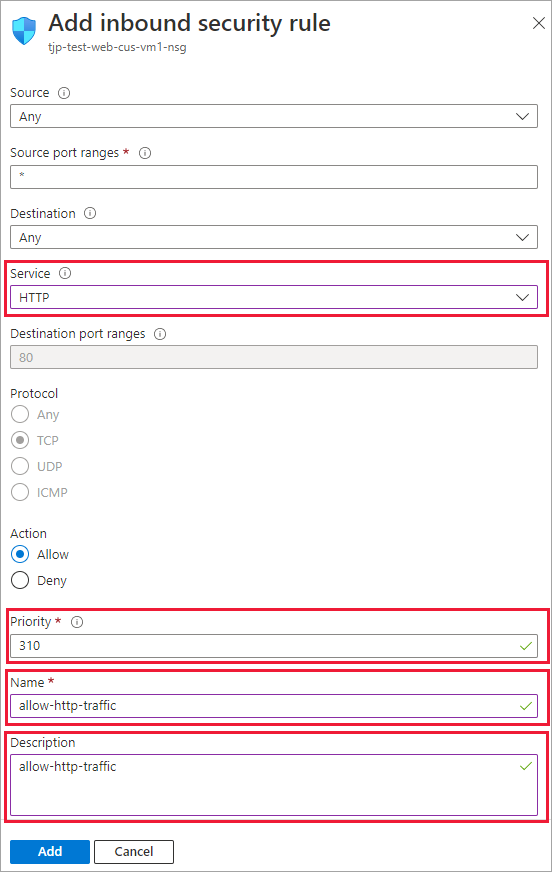 Add inbound security rule
tjp-test-web-cus-vm1-nsg
Source
Any
Source port ranges *
*
Destination
Any
Service
HTTP
Destination port ranges
80
Protocol
Any
TCP
UDP
ICMP
Action
Allow
Deny
Priority *
310
Name *
allow-http-traffic
Description
allow-http-traffic
Add Cancel